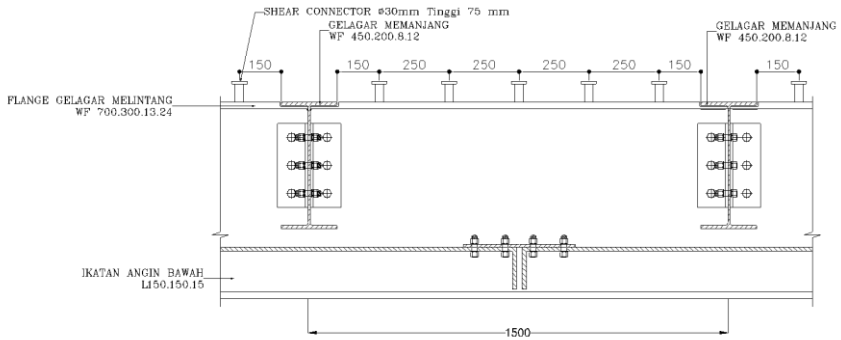 SHEAR CONNECTOR ø30mm Tinggi 75 mm
GELAGAR MEMANJANG
WF 450.200.8.12
GELAGAR MEMANJANG
WF 450.200.8.12
150
150
250
250
250
250
150
150
FLANGE GELAGAR MELINTANG
WF 700.300.13.24
IKATAN ANGIN BAWAH
L150.150.15
1500